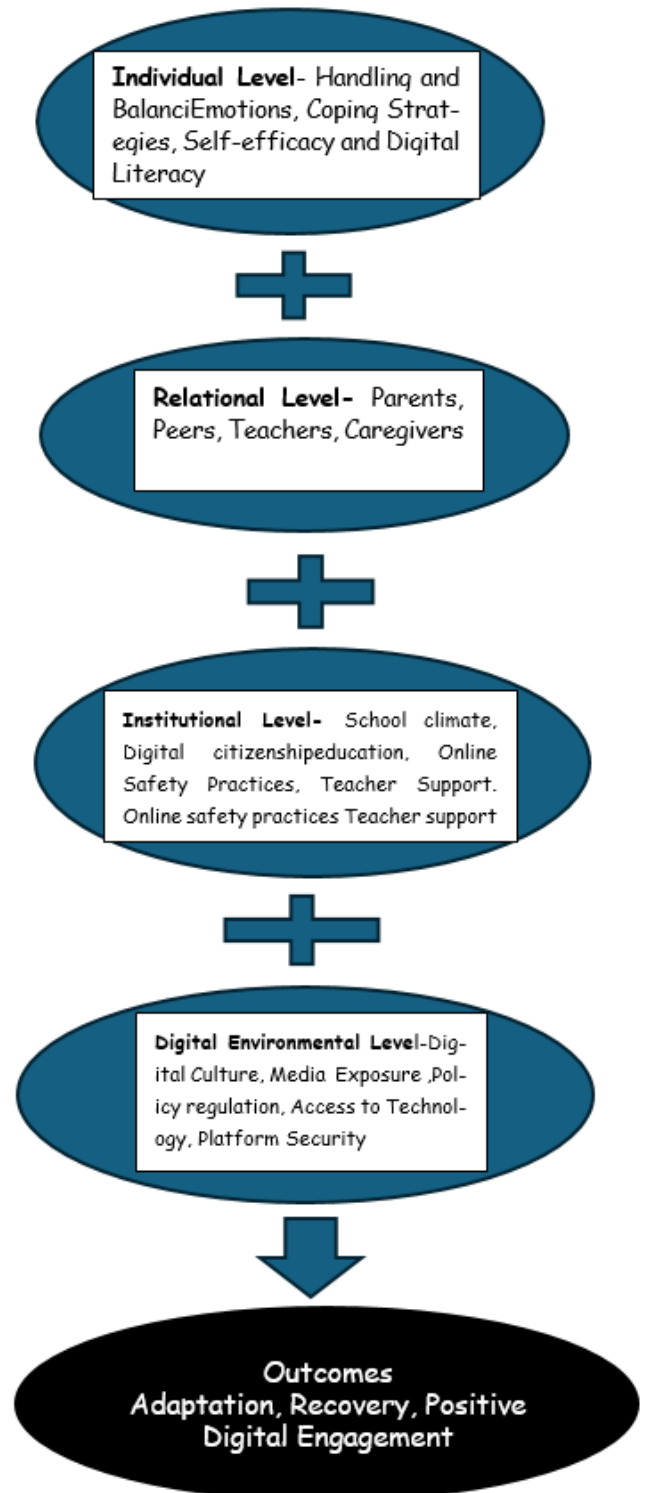 Individual Level- Handling and
BalanciEmotions, Coping Strat-
egies, Self-efficacy and Digital
Literacy
Relational Level- Parents,
Peers, Teachers, Caregivers
Institutional Level- School climate,
Digital citizenshipeducation, Online
Safety Practices, Teacher Support.
Online safety practices Teacher support
Digital Environmental Level-Dig-
ital Culture, Media Exposure ,Pol-
icy regulation, Access to Technol-
ogy, Platform Security
Outcomes
Adaptation, Recovery, Positive
Digital Engagement